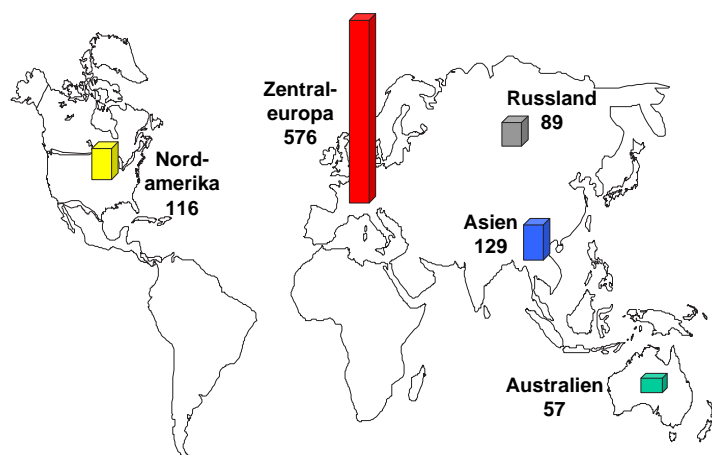 Zentral-
europa
576
Russland
89
Nord-
amerika
116
Asien
129
Australien
57